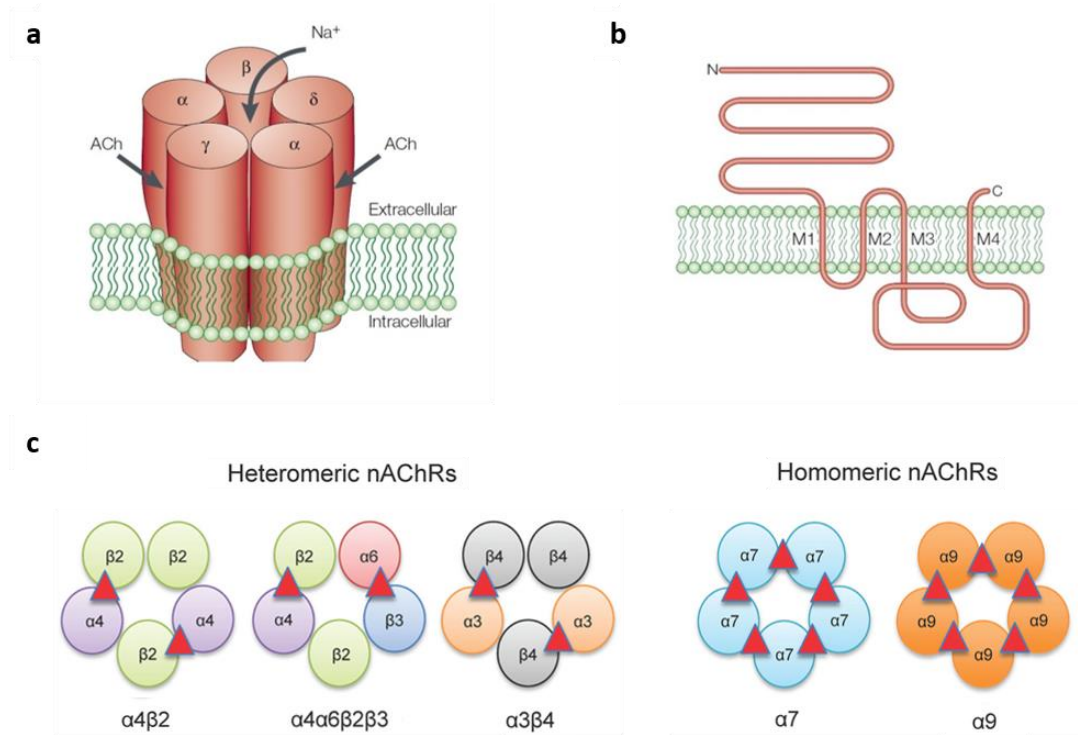 a
Na⁺
β
α
δ
ACh
γ
α
ACh
Extracellular
Intracellular
b
N
C
M1
M2
M3
M4
c
Heteromeric nAChRs
Homomeric nAChRs
β2
β2
α4
α4
β2
α4β2
β2
α6
α4
β3
β2
α4α6β2β3
β4
β4
α3
α3
β4
α3β4
α7
α7
α7
α7
α7
α7
α9
α9
α9
α9
α9
α9